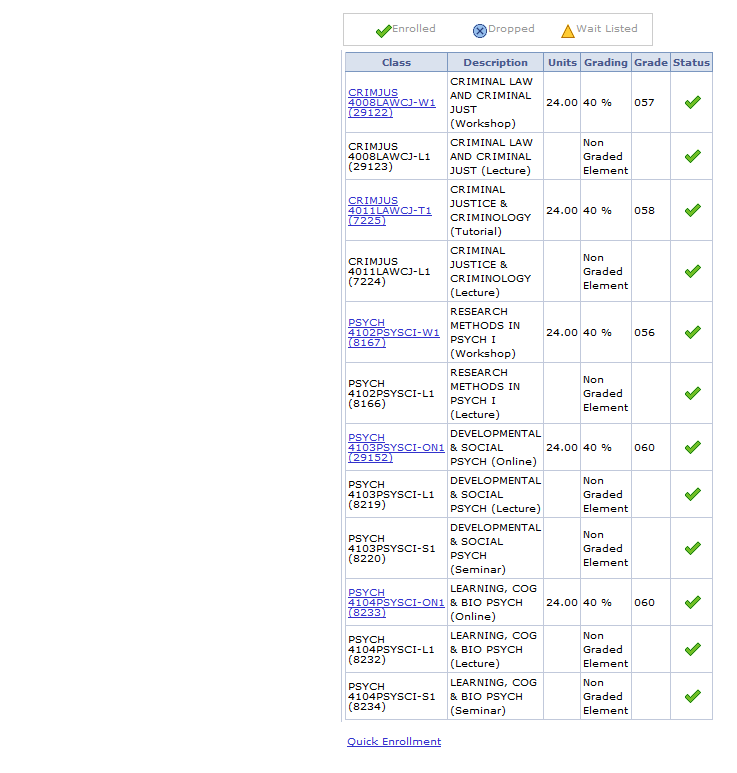 Enrolled Dropped Wait Listed
Class Description Units Grading Grade Status
CRIMJUS
4008LAWCJ-W1
(29122)
CRIMINAL LAW
AND CRIMINAL
JUST
(Workshop)
24.00 40 % 057
CRIMJUS
4008LAWCJ-L1
(29123)
CRIMINAL LAW
AND CRIMINAL
JUST (Lecture)
Non
Graded
Element
CRIMJUS
4011LAWCJ-T1
(7225)
CRIMINAL
JUSTICE &
CRIMINOLOGY
(Tutorial)
24.00 40 % 058
CRIMJUS
4011LAWCJ-L1
(7224)
CRIMINAL
JUSTICE &
CRIMINOLOGY
(Lecture)
Non
Graded
Element
PSYCH
4102PSYSCI-W1
(8167)
RESEARCH
METHODS IN
PSYCH I
(Workshop)
24.00 40 % 056
PSYCH
4102PSYSCI-L1
(8166)
RESEARCH
METHODS IN
PSYCH I
(Lecture)
Non
Graded
Element
PSYCH
4103PSYSCI-ON1
(29152)
DEVELOPMENTAL
& SOCIAL
PSYCH (Online)
24.00 40 % 060
PSYCH
4103PSYSCI-L1
(8219)
DEVELOPMENTAL
& SOCIAL
PSYCH (Lecture)
Non
Graded
Element
PSYCH
4103PSYSCI-S1
(8220)
DEVELOPMENTAL
& SOCIAL
PSYCH
(Seminar)
Non
Graded
Element
PSYCH
4104PSYSCI-ON1
(8233)
LEARNING, COG
& BIO PSYCH
(Online)
24.00 40 % 060
PSYCH
4104PSYSCI-L1
(8232)
LEARNING, COG
& BIO PSYCH
(Lecture)
Non
Graded
Element
PSYCH
4104PSYSCI-S1
(8234)
LEARNING, COG
& BIO PSYCH
(Seminar)
Non
Graded
Element
Quick Enrollment